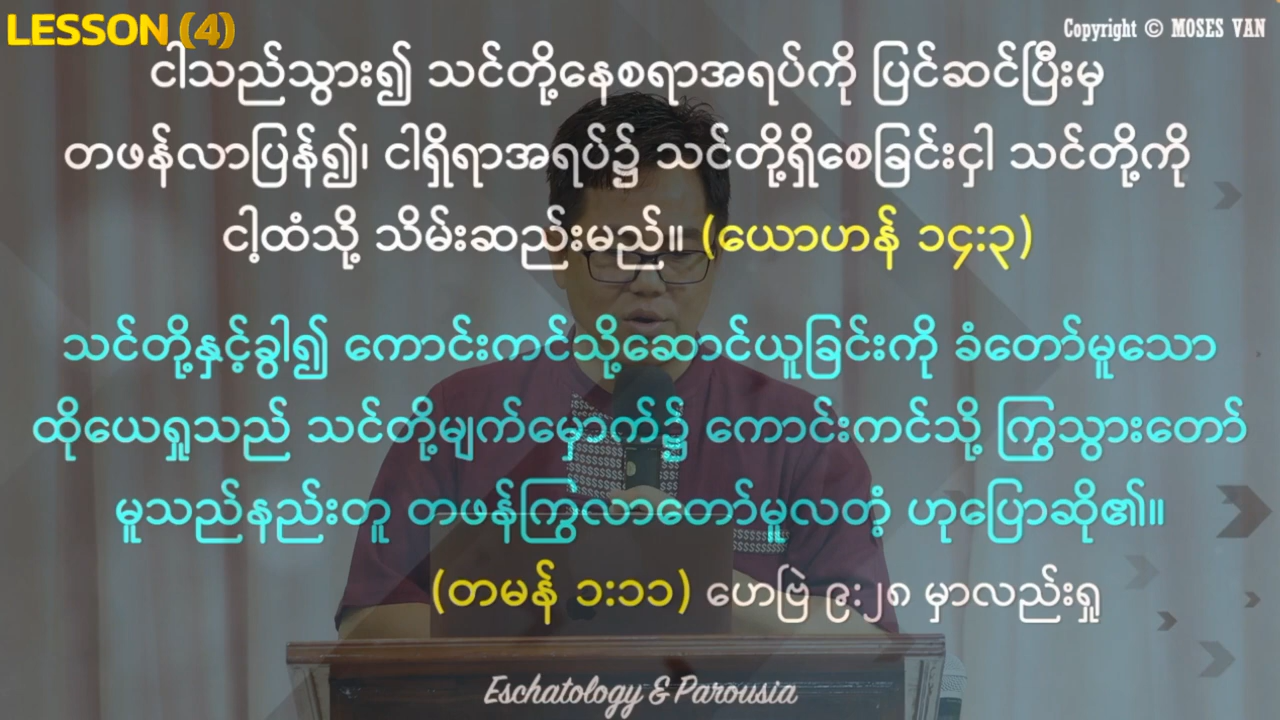 LESSON (4)
Copyright © MOSES VAN
ငါသည်သွား၍ သင်တို့နေစရာအရပ်ကို ပြင်ဆင်ပြီးမှ
တဖန်လာပြန်၍၊ ငါရှိရာအရပ်၌ သင်တို့ရှိစေခြင်းငှါ သင်တို့ကို
ငါ့ထံသို့ သိမ်းဆည်းမည်။ (ယောဟန် ၁၄:၃)
သင်တို့နှင့်ခွါ၍ ကောင်းကင်သို့ဆောင်ယူခြင်းကို ခံတော်မူသော
ထိုယေရှုသည် သင်တို့မျက်မှောက်၌ ကောင်းကင်သို့ ကြွသွားတော်
မူသည်နည်းတူ တဖန်ကြွလာတော်မူလတံ့ ဟုပြောဆို၏။
(တမန် ၁:၁၁) ဟေဗြဲ ၉:၂၈ မှာလည်းရှု
Eschatology & Parousia